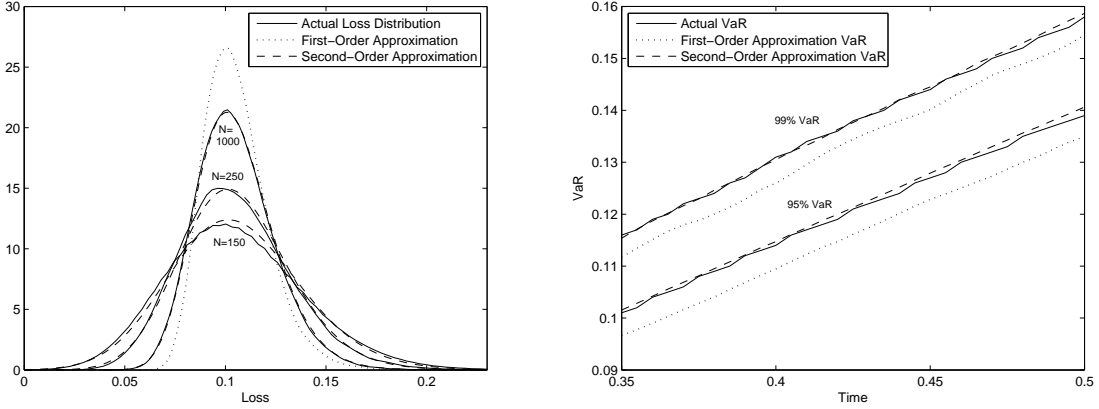 30
25
20
15
10
5
0
0
0.05
0.1
0.15
0.2
Loss
Actual Loss Distribution
First−Order Approximation
Second−Order Approximation
N=
1000
N=250
N=150
0.16
0.15
0.14
0.13
0.12
0.11
0.1
0.09
VaR
0.35
0.4
0.45
0.5
Time
Actual VaR
First−Order Approximation VaR
Second−Order Approximation VaR
99% VaR
95% VaR